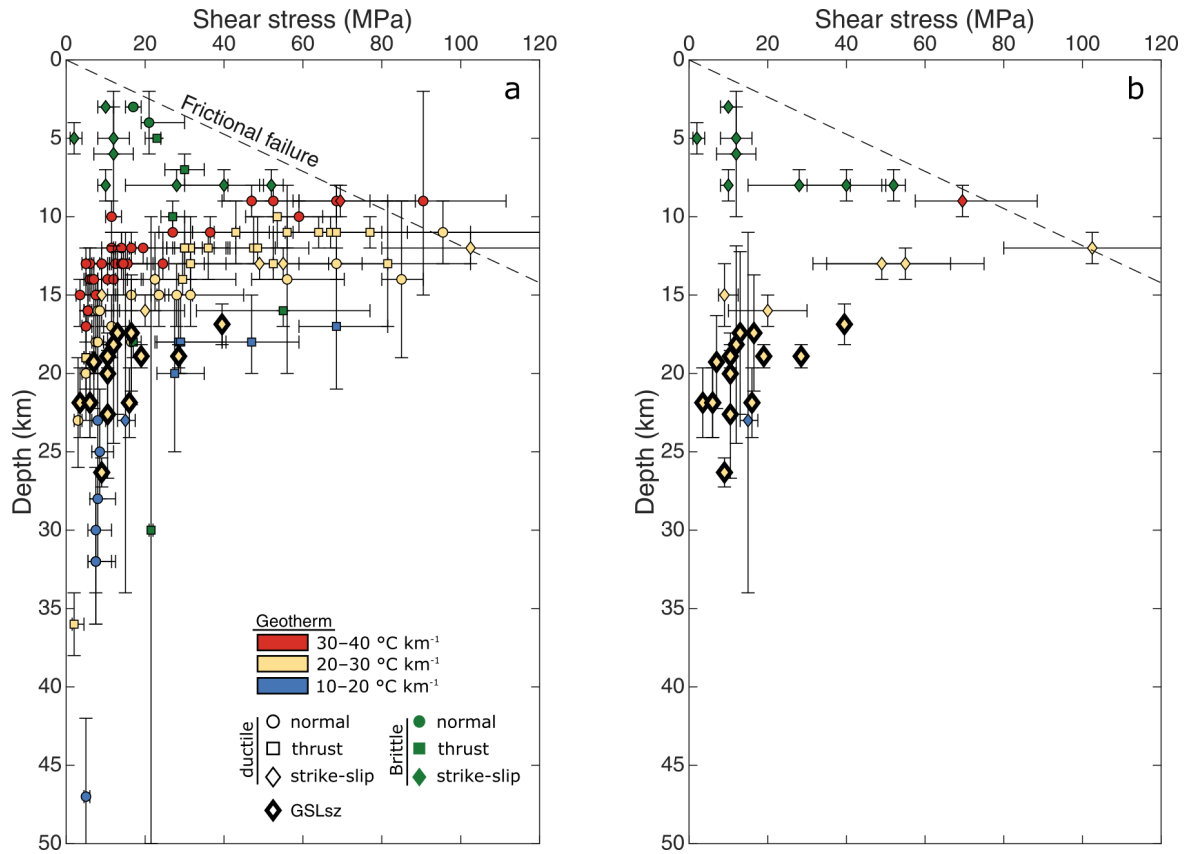 Shear stress (MPa)
0 20 40 60 80 100 120
a
Frictional failure
Depth (km)
0
5
10
15
20
25
30
35
40
45
50
Geotherm
30–40 °C km⁻¹
20–30 °C km⁻¹
10–20 °C km⁻¹
ductile
normal
thrust
strike-slip
GSLsz
Brittle
normal
thrust
strike-slip
Shear stress (MPa)
0 20 40 60 80 100 120
b
Depth (km)
0
5
10
15
20
25
30
35
40
45
50